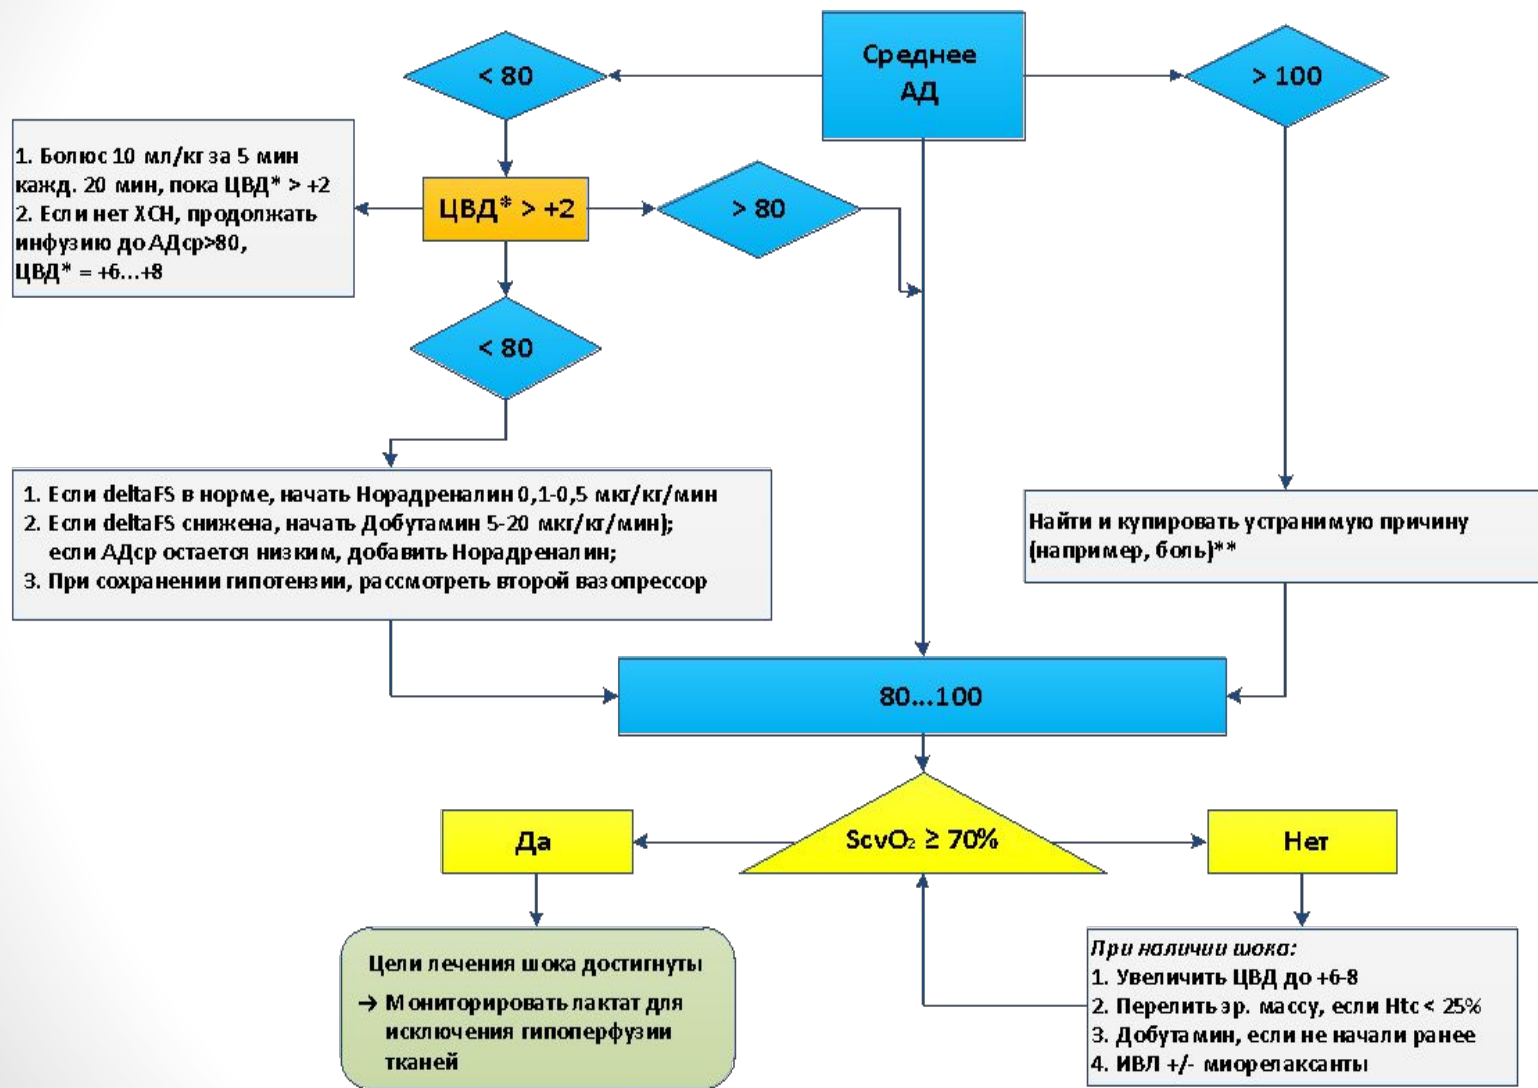 Среднее
АД
< 80
> 100
1. Болюс 10 мл/кг за 5 мин
кажд. 20 мин, пока ЦВД* > +2
2. Если нет ХСН, продолжать
инфузию до АДср>80,
ЦВД* = +6...+8
ЦВД* > +2
> 80
< 80
1. Если deltaFS в норме, начать Норадреналин 0,1-0,5 мкг/кг/мин
2. Если deltaFS снижена, начать Добутамин 5-20 мкг/кг/мин);
если АДср остается низким, добавить Норадреналин;
3. При сохранении гипотензии, рассмотреть второй вазопрессор
Найти и купировать устранимую причину
(например, боль)**
80...100
ScvO₂ ≥ 70%
Да
Нет
Цели лечения шока достигнуты
→ Мониторировать лактат для
исключения гипоперфузии
тканей
При наличии шока:
1. Увеличить ЦВД до +6-8
2. Перелить эр. массу, если Htc < 25%
3. Добутамин, если не начали ранее
4. ИВЛ +/- миорелаксанты